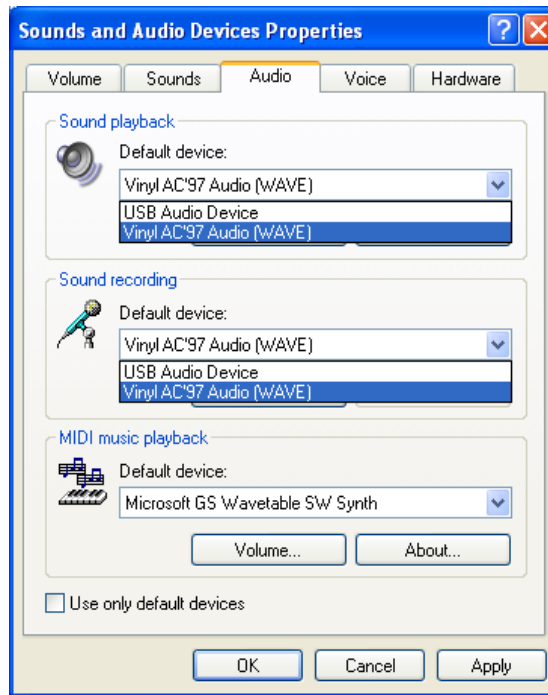 Sounds and Audio Devices Properties
Volume Sounds Audio Voice Hardware
Sound playback
Default device:
Vinyl AC'97 Audio (WAVE)
USB Audio Device
Vinyl AC'97 Audio (WAVE)
Sound recording
Default device:
Vinyl AC'97 Audio (WAVE)
USB Audio Device
Vinyl AC'97 Audio (WAVE)
MIDI music playback
Default device:
Microsoft GS Wavetable SW Synth
Volume... About...
Use only default devices
OK Cancel Apply